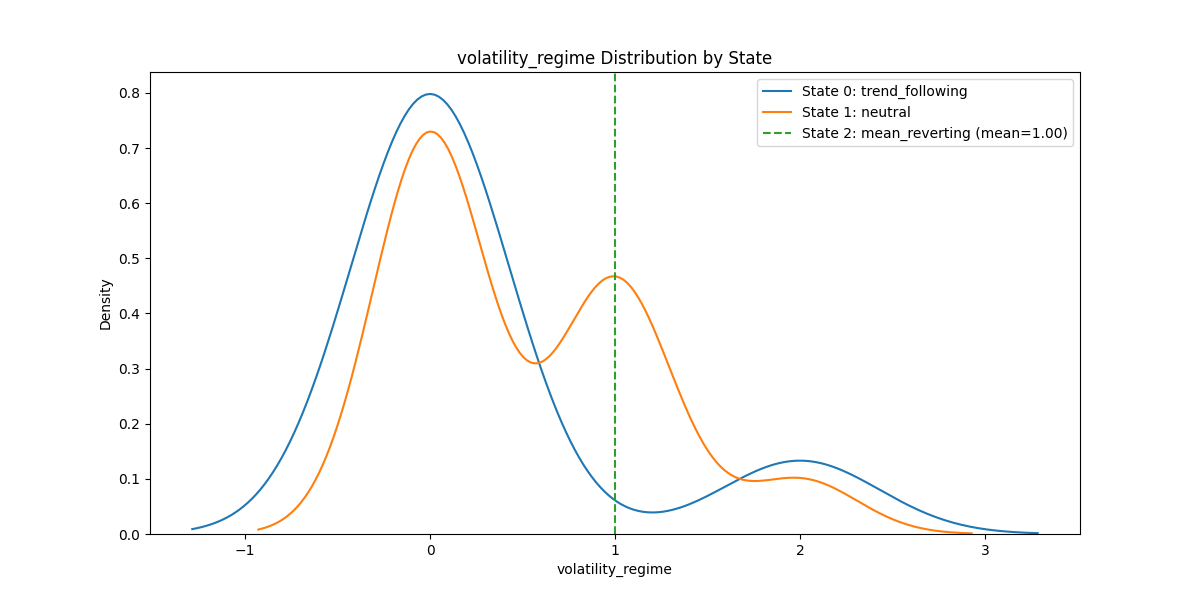 volatility_regime Distribution by State
State 0: trend_following
State 1: neutral
State 2: mean_reverting (mean=1.00)
Density
0.8
0.7
0.6
0.5
0.4
0.3
0.2
0.1
0.0
−1
0
1
2
3
volatility_regime